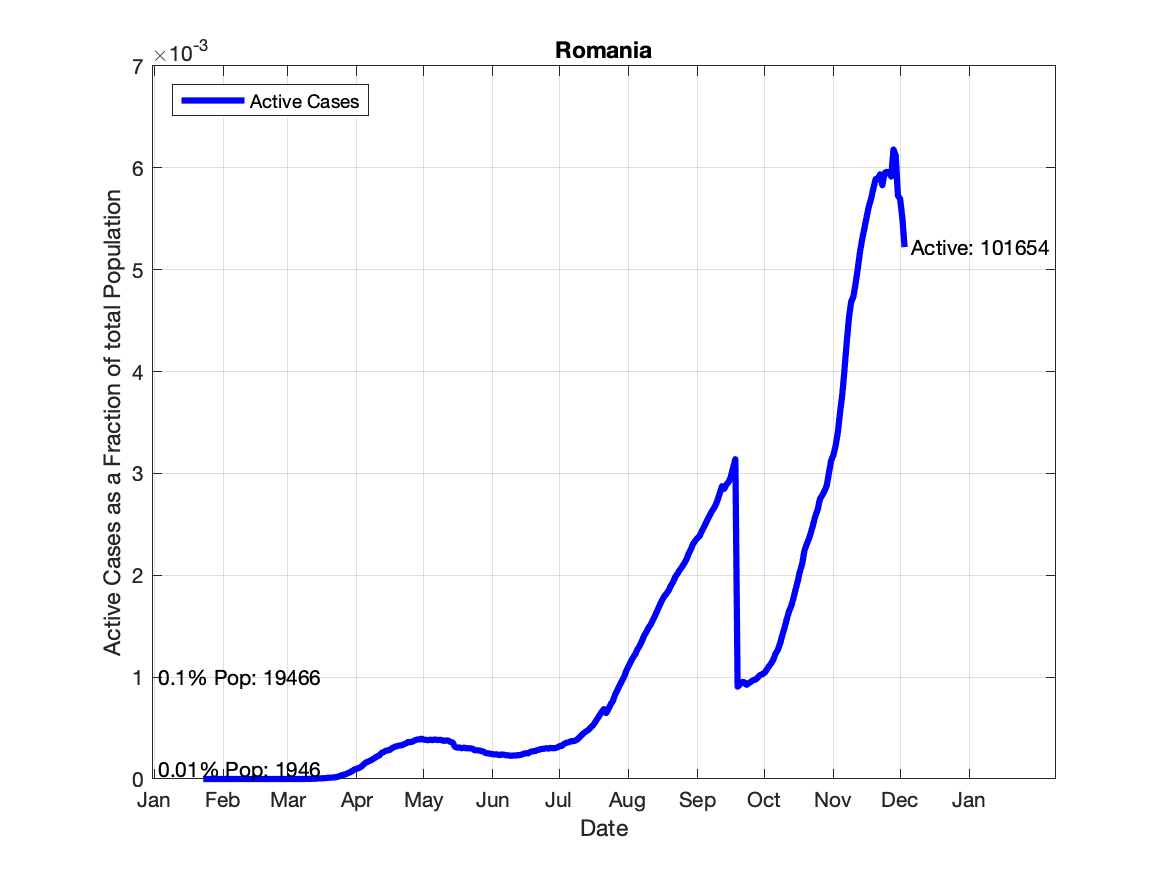 Romania
×10-3
7
6
5
4
3
2
1
0
Active Cases as a Fraction of total Population
Active Cases
Active: 101654
0.1% Pop: 19466
0.01% Pop: 1946
Jan Feb Mar Apr May Jun Jul Aug Sep Oct Nov Dec Jan
Date